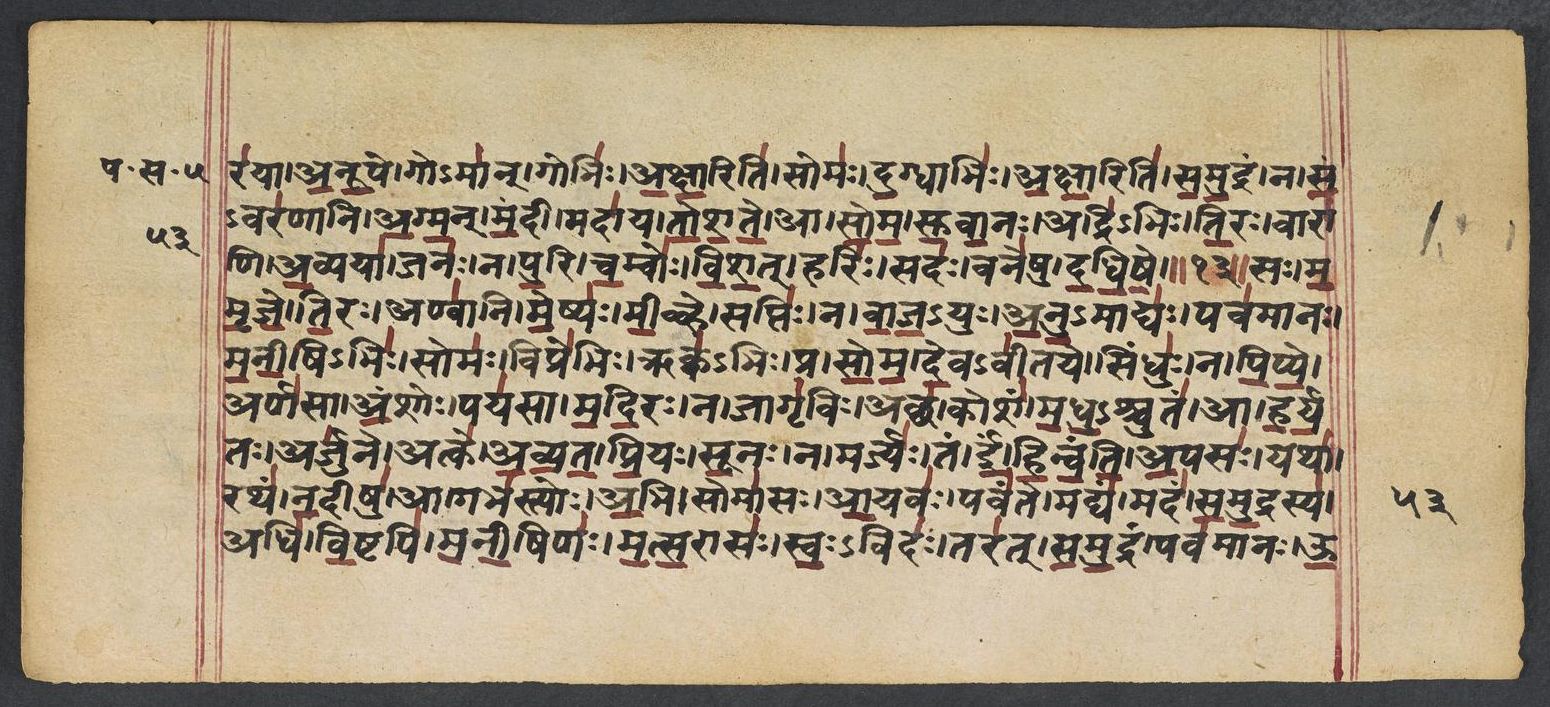 प·स·५ रया।अनूपे।गोऽमान्।गोभिः।अक्षारिति।सोमः।दुग्धाभिः।अक्षारिति।समुद्रं।न।सं
५३ ऽवरणानि।अग्मन्।मंदी।मदाय।तोशते।आ।सोम।सुवानः।अद्रिऽभिः।तिरः।वारा
णि।अव्यया।जनः।न।पुरि।चम्वोः।विशत्।हरिः।सदः।वनेषु।दधिषे॥१३॥सः।म
मृजे।तिरः।अण्वानि।मेष्यः।मीळ्हे।सप्तिः।न।वाजऽयुः।अनुऽमाद्यः।पवमानः।
मनीषिऽभिः।सोमः।विप्रेभिः।ऋक्वऽभिः।प्र।सोम।देवऽवीतये।सिंधुः।न।पिप्ये।
अर्णसा।अंशोः।पयसा।मदिरः।न।जागृविः।अच्छ।कोशं।मधुऽश्चुतं।आ।हर्य
तः।अर्जुने।अत्के।अव्यत।प्रियः।सूनुः।न।मर्ज्यः।तं।ईं।हिन्वंति।अपसः।यथा।
रथं।नदीषु।आ।गभस्त्योः।अभि।सोमासः।आयवः।पवंते।मद्यं।मदं।समुद्रस्य।
५३
अधि।विष्टपि।मनीषिणः।मत्सरासः।स्वःऽविदः।तरत्।समुद्रं।पवमानः।ऊ